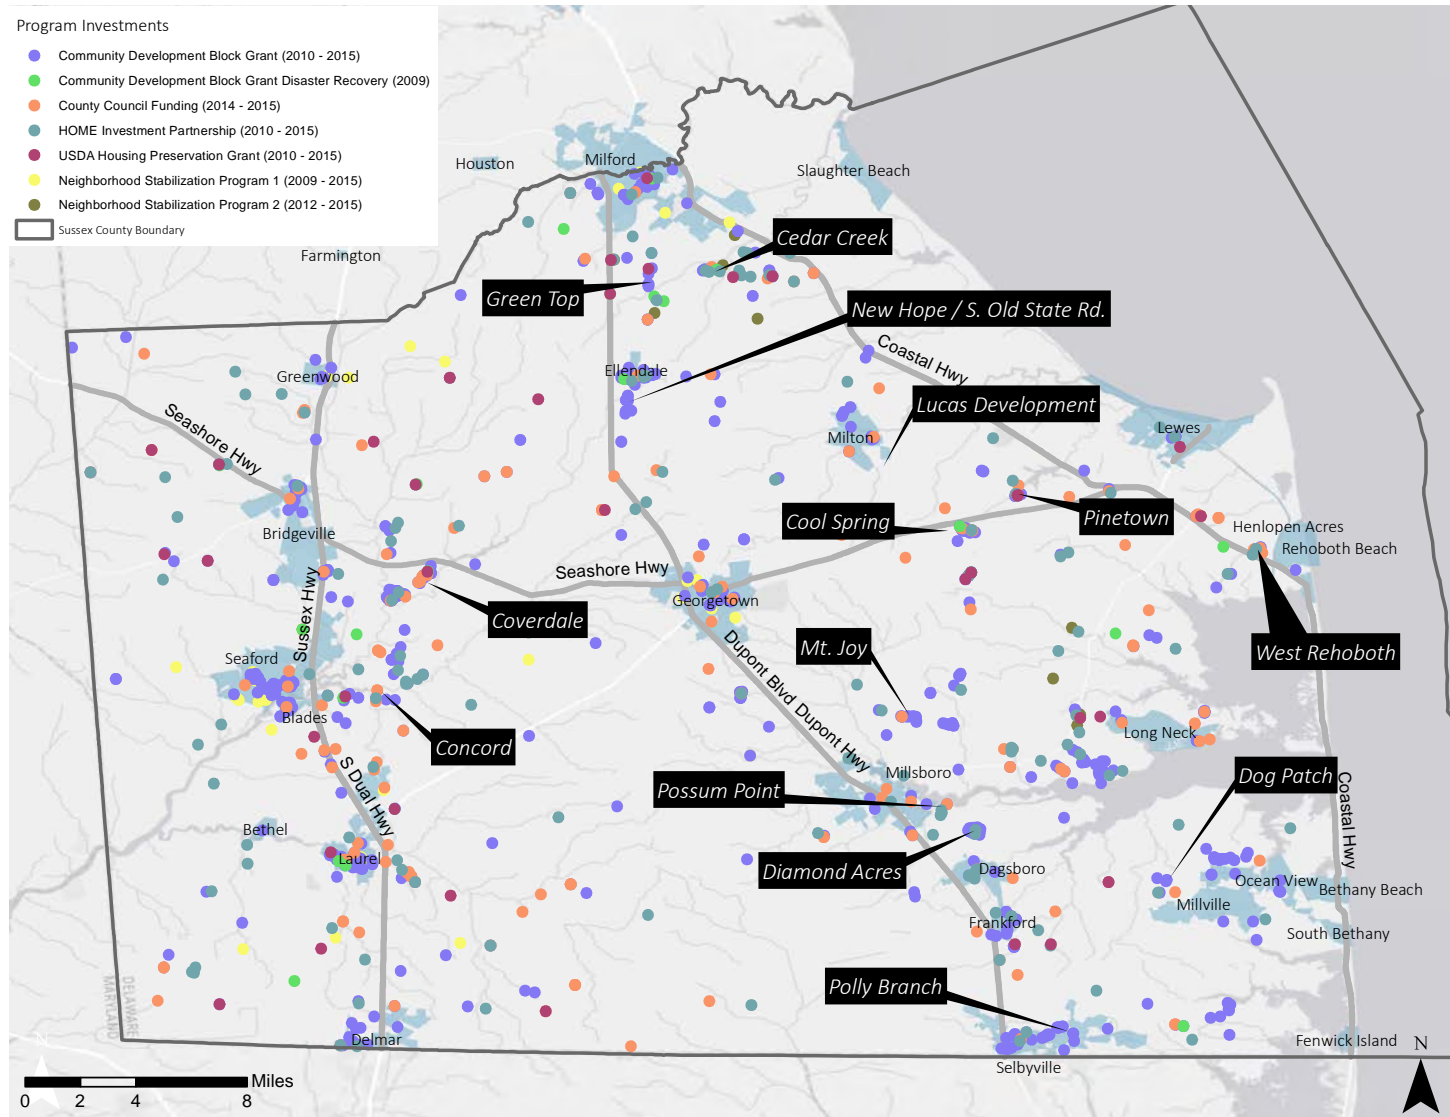 Program Investments
Community Development Block Grant (2010 - 2015)
Community Development Block Grant Disaster Recovery (2009)
County Council Funding (2014 - 2015)
HOME Investment Partnership (2010 - 2015)
USDA Housing Preservation Grant (2010 - 2015)
Neighborhood Stabilization Program 1 (2009 - 2015)
Neighborhood Stabilization Program 2 (2012 - 2015)
Sussex County Boundary
Houston
Milford
Slaughter Beach
Farmington
Cedar Creek
Green Top
New Hope / S. Old State Rd.
Coastal Hwy
Greenwood
Ellendale
Lucas Development
Seashore Hwy
Milton
Lewes
Pinetown
Cool Spring
Bridgeville
Henlopen Acres
Rehoboth Beach
Seashore Hwy
Georgetown
Coverdale
Sussex Hwy
Mt. Joy
West Rehoboth
Seaford
Dupont Blvd
Dupont Hwy
Blades
Concord
Long Neck
S Dual Hwy
Possum Point
Millsboro
Dog Patch
Coastal Hwy
Bethel
Laurel
Diamond Acres
Dagsboro
Ocean View
Bethany Beach
Millville
Frankford
South Bethany
Polly Branch
DELAWARE
MARYLAND
Delmar
Selbyville
Fenwick Island
N
N
Miles
0 2 4 8